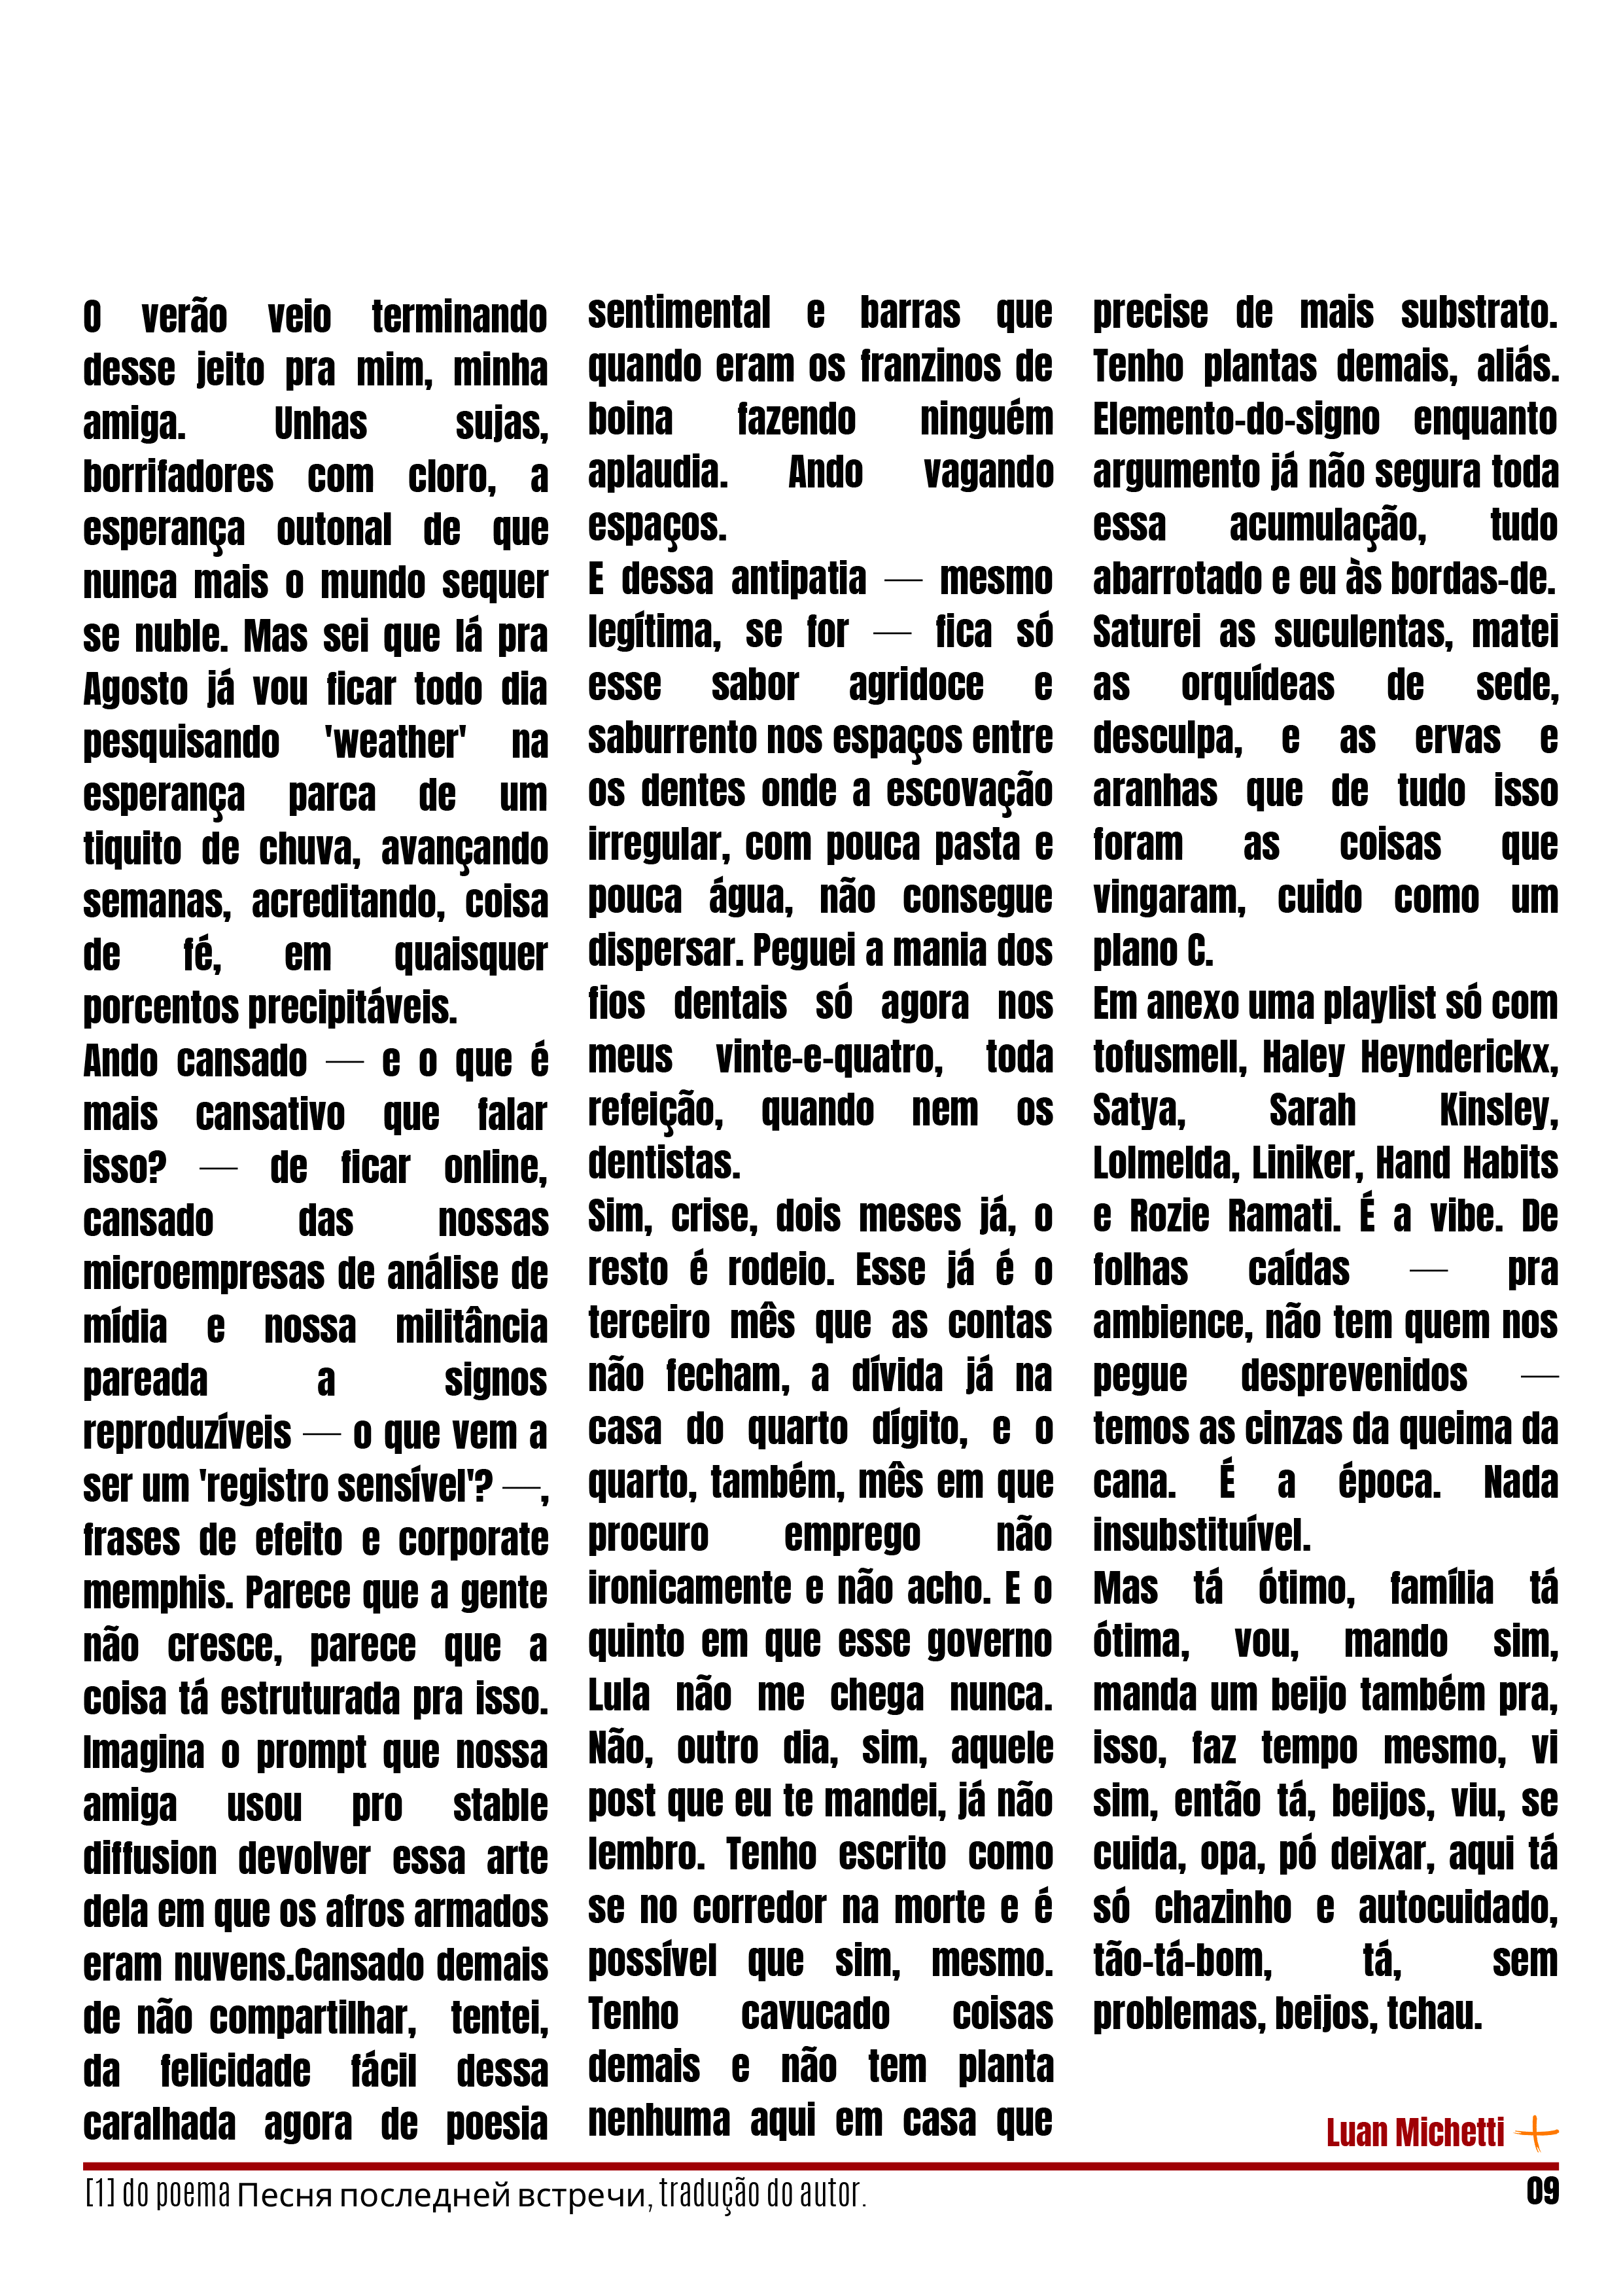 O verão veio terminando
desse jeito pra mim, minha
amiga. Unhas sujas,
borrifadores com cloro, a
esperança outonal de que
nunca mais o mundo sequer
se nuble. Mas sei que lá pra
Agosto já vou ficar todo dia
pesquisando 'weather' na
esperança parca de um
tiquito de chuva, avançando
semanas, acreditando, coisa
de fé, em quaisquer
porcentos precipitáveis.
Ando cansado — e o que é
mais cansativo que falar
isso? — de ficar online,
cansado das nossas
microempresas de análise de
mídia e nossa militância
pareada a signos
reproduzíveis — o que vem a
ser um 'registro sensível'? —,
frases de efeito e corporate
memphis. Parece que a gente
não cresce, parece que a
coisa tá estruturada pra isso.
Imagina o prompt que nossa
amiga usou pro stable
diffusion devolver essa arte
dela em que os afros armados
eram nuvens.Cansado demais
de não compartilhar, tentei,
da felicidade fácil dessa
caralhada agora de poesia
sentimental e barras que
quando eram os franzinos de
boina fazendo ninguém
aplaudia. Ando vagando
espaços.
E dessa antipatia — mesmo
legítima, se for — fica só
esse sabor agridoce e
saburrento nos espaços entre
os dentes onde a escovação
irregular, com pouca pasta e
pouca água, não consegue
dispersar. Peguei a mania dos
fios dentais só agora nos
meus vinte-e-quatro, toda
refeição, quando nem os
dentistas.
Sim, crise, dois meses já, o
resto é rodeio. Esse já é o
terceiro mês que as contas
não fecham, a dívida já na
casa do quarto dígito, e o
quarto, também, mês em que
procuro emprego não
ironicamente e não acho. E o
quinto em que esse governo
Lula não me chega nunca.
Não, outro dia, sim, aquele
post que eu te mandei, já não
lembro. Tenho escrito como
se no corredor na morte e é
possível que sim, mesmo.
Tenho cavucado coisas
demais e não tem planta
nenhuma aqui em casa que
precise de mais substrato.
Tenho plantas demais, aliás.
Elemento-do-signo enquanto
argumento já não segura toda
essa acumulação, tudo
abarrotado e eu às bordas-de.
Saturei as suculentas, matei
as orquídeas de sede,
desculpa, e as ervas e
aranhas que de tudo isso
foram as coisas que
vingaram, cuido como um
plano C.
Em anexo uma playlist só com
tofusmell, Haley Heynderickx,
Satya, Sarah Kinsley,
Lolmelda, Liniker, Hand Habits
e Rozie Ramati. É a vibe. De
folhas caídas — pra
ambience, não tem quem nos
pegue desprevenidos —
temos as cinzas da queima da
cana. É a época. Nada
insubstituível.
Mas tá ótimo, família tá
ótima, vou, mando sim,
manda um beijo também pra,
isso, faz tempo mesmo, vi
sim, então tá, beijos, viu, se
cuida, opa, pó deixar, aqui tá
só chazinho e autocuidado,
tão-tá-bom, tá, sem
problemas, beijos, tchau.
Luan Michetti
[1] do poema Песня последней встречи, tradução do autor.
09